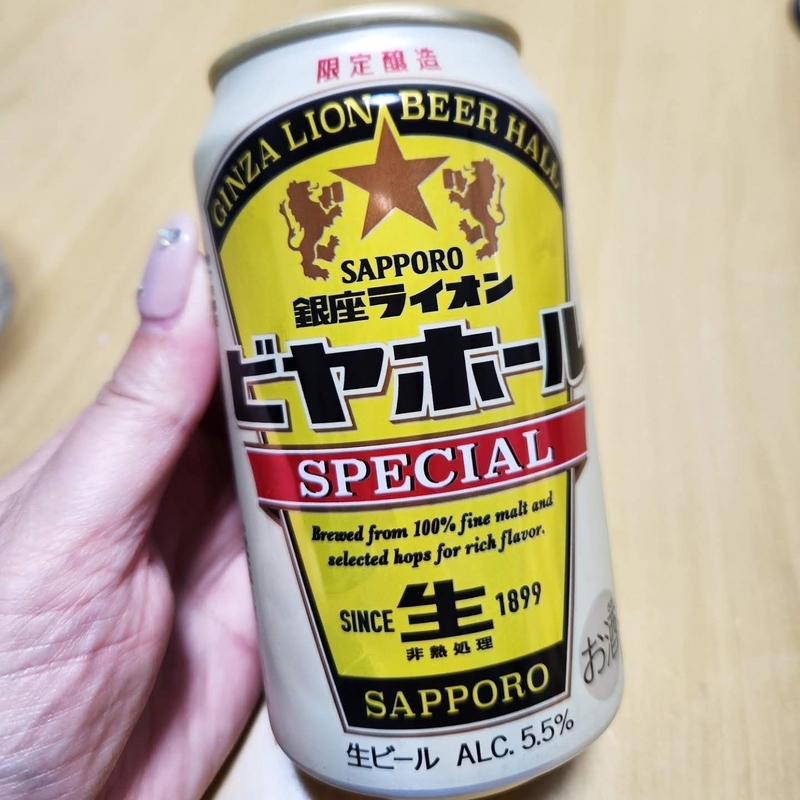 限定醸造
GINZA LION BEER HALL
SAPPORO
銀座ライオン
ビヤホール
SPECIAL
Brewed from 100% fine malt and
selected hops for rich flavor.
SINCE 生 1899
非熱処理
お酒
SAPPORO
生ビール ALC. 5.5%